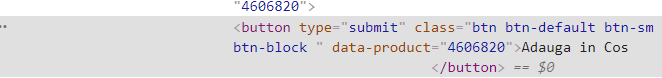 "4606820">
… <button type="submit" class="btn btn-default btn-sm
btn-block " data-product="4606820">Adauga in Cos
</button> == $0